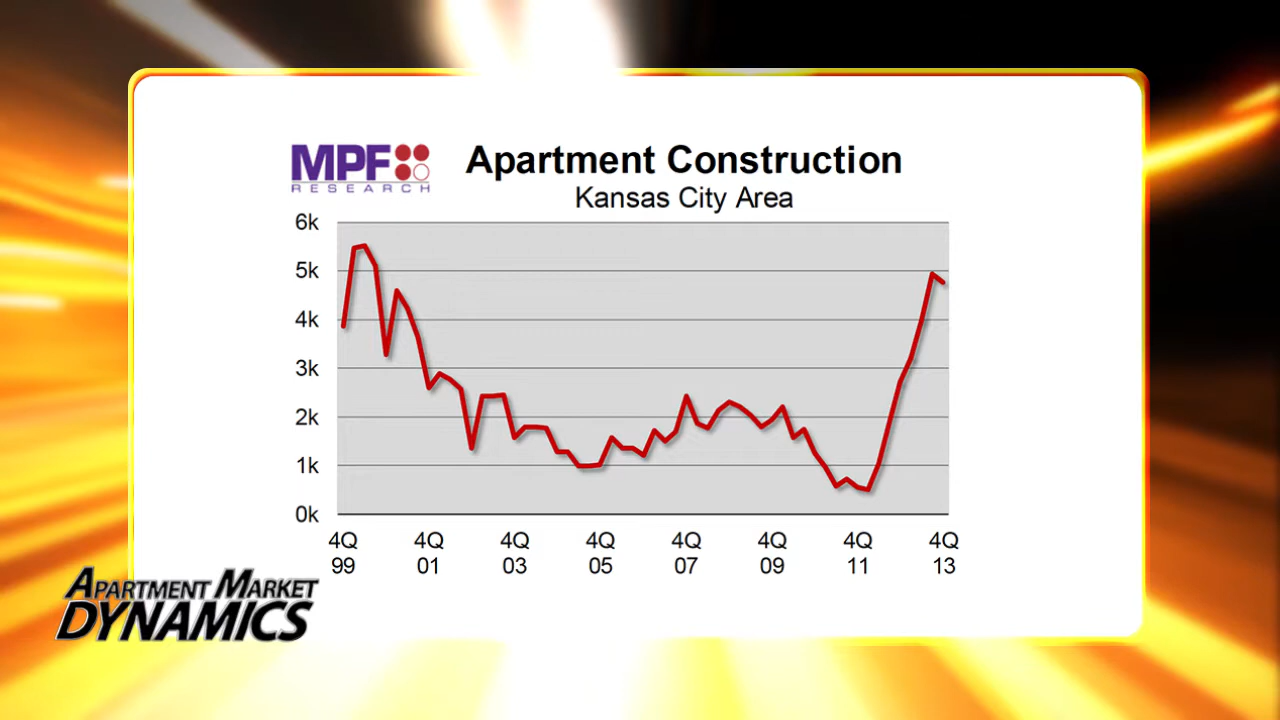 MPF
RESEARCH
Apartment Construction
Kansas City Area
6k
5k
4k
3k
2k
1k
0k
4Q 4Q 4Q 4Q 4Q 4Q 4Q 4Q
99 01 03 05 07 09 11 13
APARTMENT MARKET
DYNAMICS